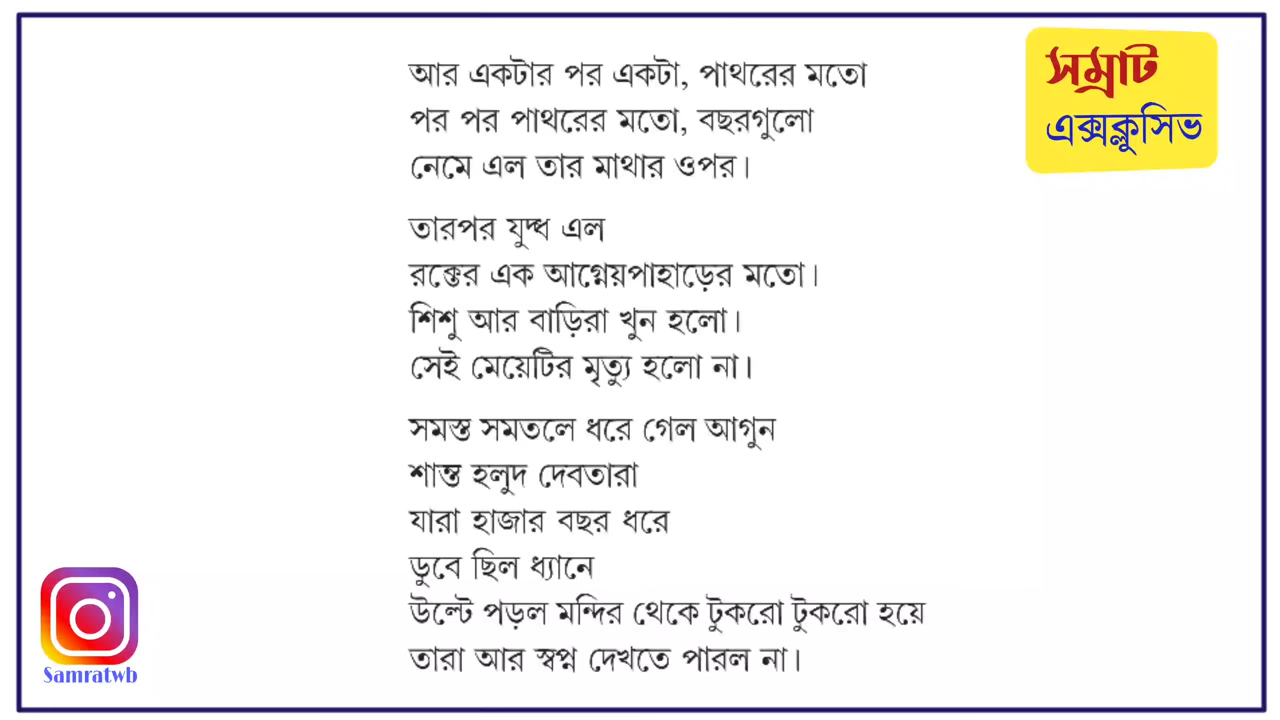 আর একটার পর একটা, পাথরের মতো
পর পর পাথরের মতো, বছরগুলো
নেমে এল তার মাথার ওপর।
তারপর যুদ্ধ এল
রক্তের এক আগ্নেয়পাহাড়ের মতো।
শিশু আর বাড়িরা খুন হলো।
সেই মেয়েটির মৃত্যু হলো না।
সমস্ত সমতলে ধরে গেল আগুন
শান্ত হলুদ দেবতারা
যারা হাজার বছর ধরে
ডুবে ছিল ধ্যানে
উল্টে পড়ল মন্দির থেকে টুকরো টুকরো হয়ে
তারা আর স্বপ্ন দেখতে পারল না।
সম্রাট
এক্সক্লুসিভ
Samratwb